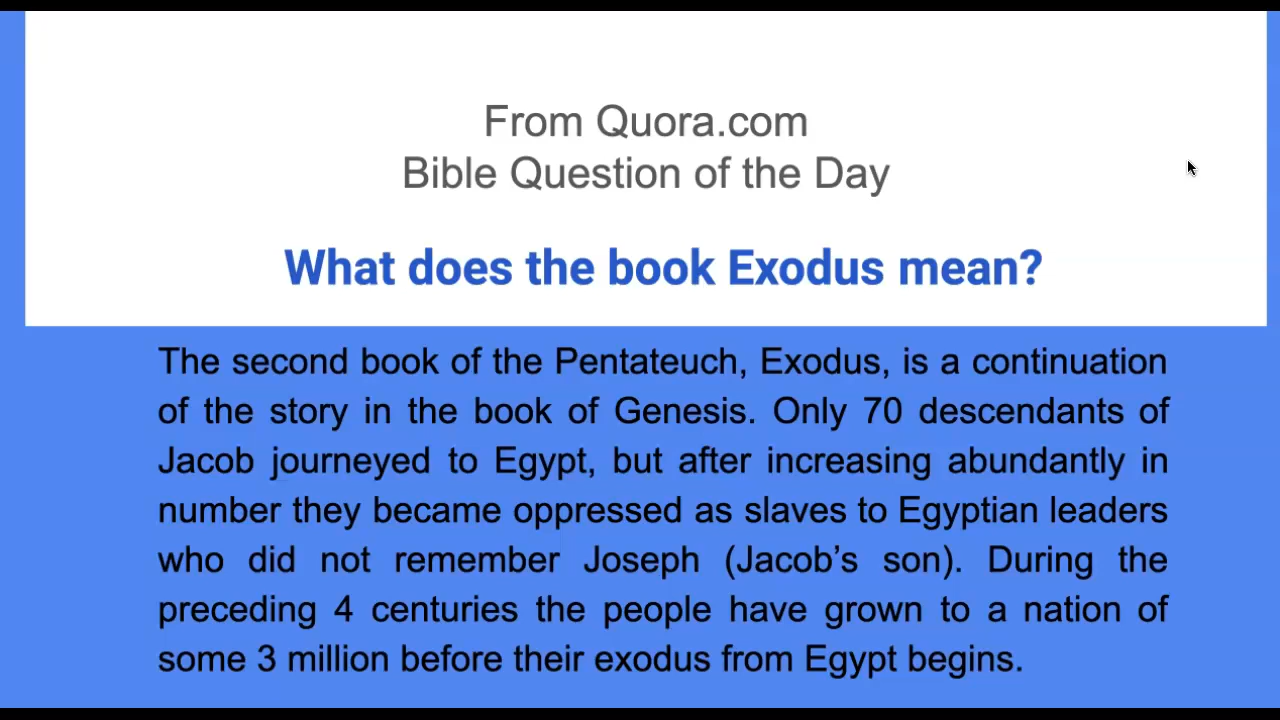 From Quora.com
Bible Question of the Day
What does the book Exodus mean?
The second book of the Pentateuch, Exodus, is a continuation
of the story in the book of Genesis. Only 70 descendants of
Jacob journeyed to Egypt, but after increasing abundantly in
number they became oppressed as slaves to Egyptian leaders
who did not remember Joseph (Jacob’s son). During the
preceding 4 centuries the people have grown to a nation of
some 3 million before their exodus from Egypt begins.